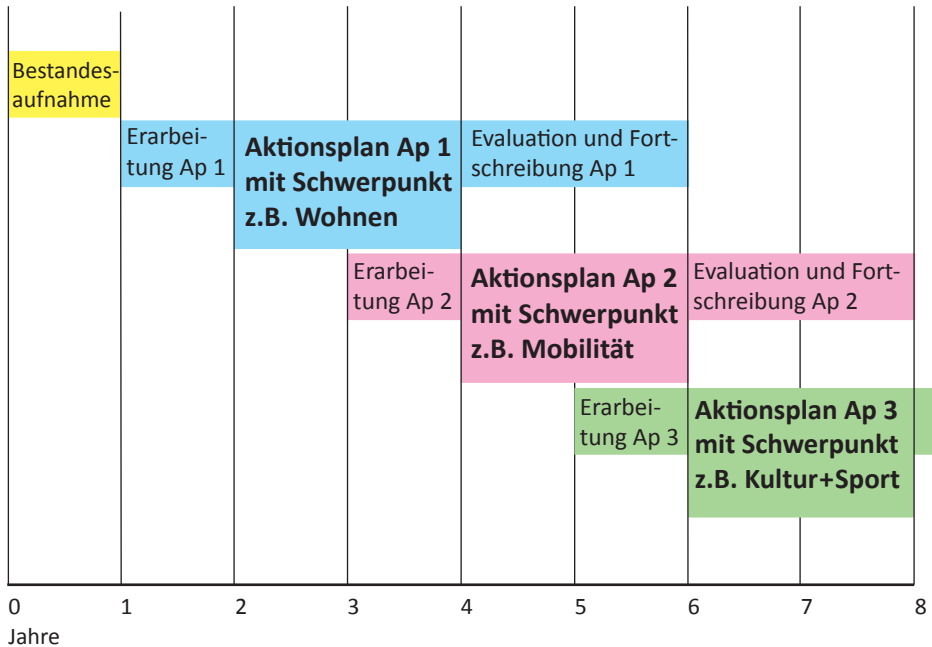 Bestandes-
aufnahme
Erarbei-
tung Ap 1
Aktionsplan Ap 1
mit Schwerpunkt
z.B. Wohnen
Evaluation und Fort-
schreibung Ap 1
Erarbei-
tung Ap 2
Aktionsplan Ap 2
mit Schwerpunkt
z.B. Mobilität
Evaluation und Fort-
schreibung Ap 2
Erarbei-
tung Ap 3
Aktionsplan Ap 3
mit Schwerpunkt
z.B. Kultur+Sport
0 1 2 3 4 5 6 7 8
Jahre